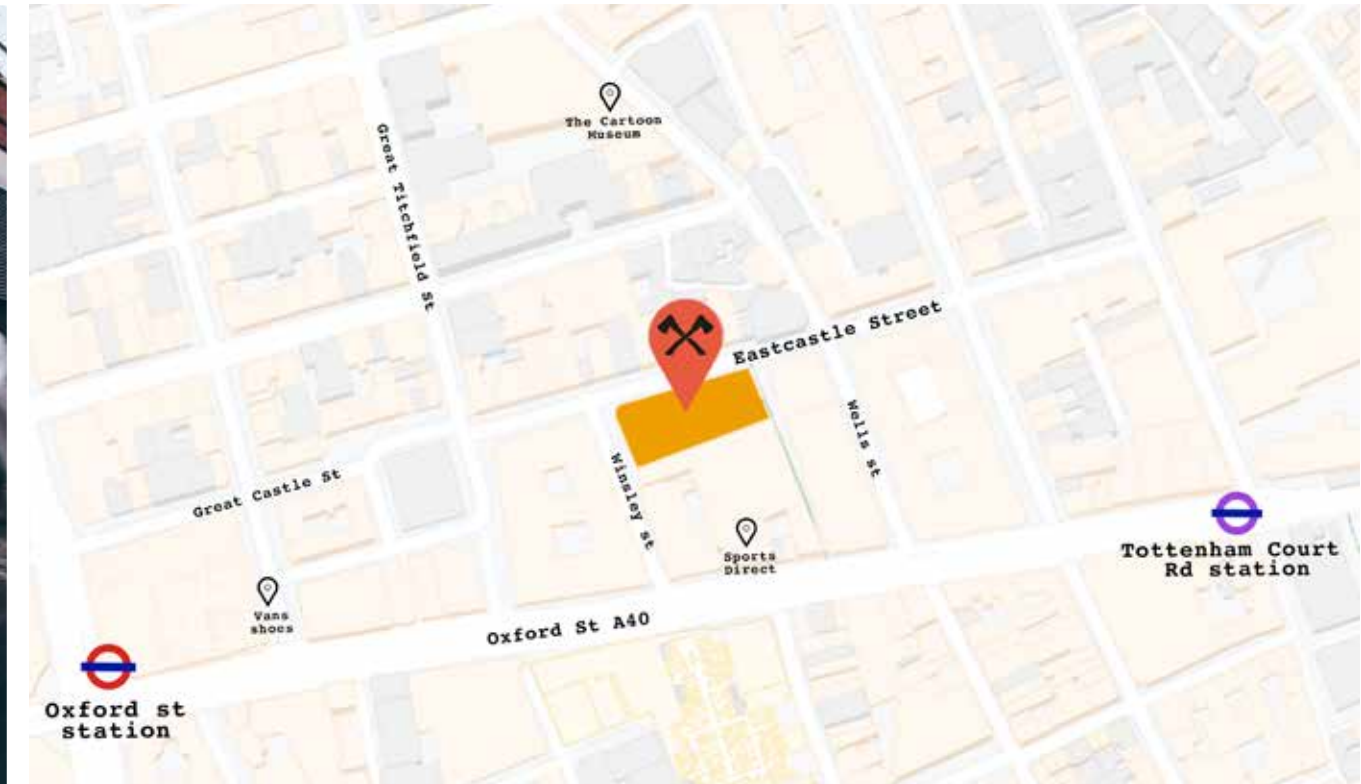 The Cartoon
Museum
Great Titchfield St
Eastcastle Street
Wells st
Great Castle St
Winsley st
Sports
Direct
Tottenham Court
Rd station
Vans
shoes
Oxford St A40
Oxford st
station